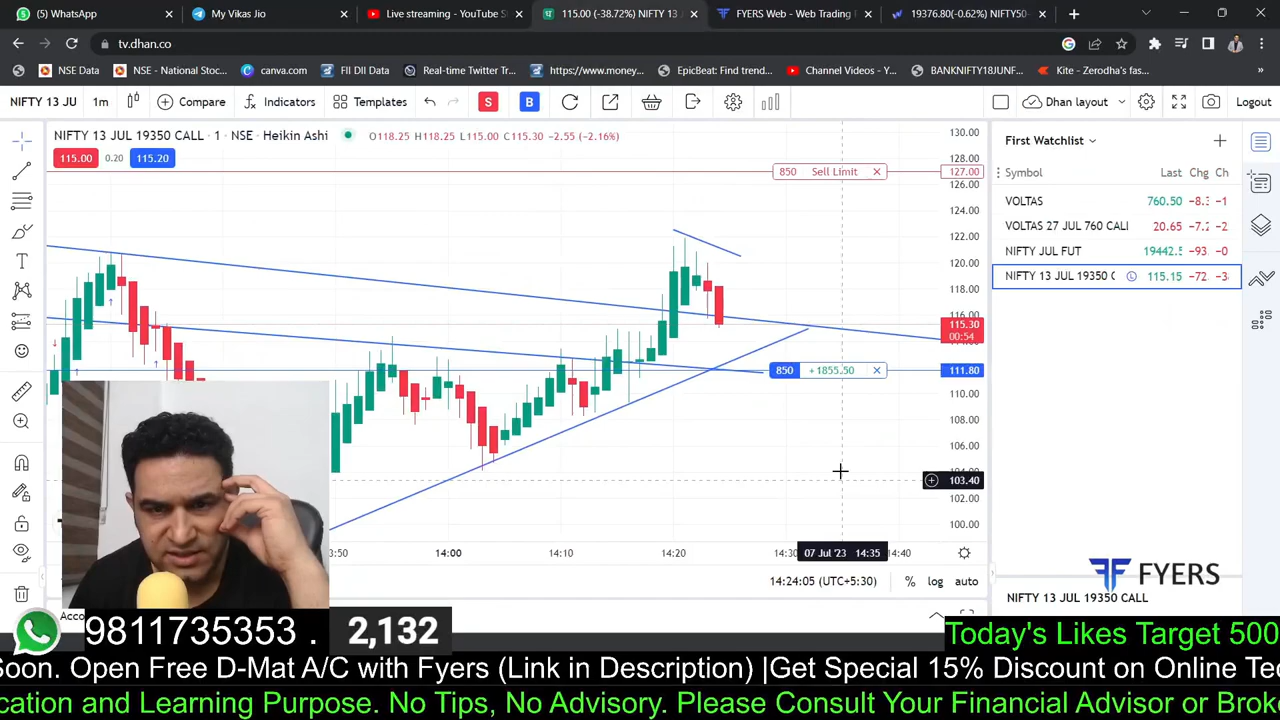 (5) WhatsApp
My Vikas Jio
Live streaming - YouTube S
115.00 (-38.72%) NIFTY 13 J
FYERS Web - Web Trading P
19376.80(-0.62%) NIFTY50-
tv.dhan.co
NSE Data
NSE - National Stoc...
canva.com
FII DII Data
Real-time Twitter Tr...
https://www.money...
EpicBeat: Find trend...
Channel Videos - Y...
BANKNIFTY18JUNF...
Kite - Zerodha's fas...
NIFTY 13 JU
1m
Compare
Indicators
Templates
S
B
Dhan layout
Logout
NIFTY 13 JUL 19350 CALL · 1 · NSE · Heikin Ashi
O118.25 H118.25 L115.00 C115.30 −2.55 (−2.16%)
115.00 0.20 115.20
850 Sell Limit
850 +1855.50
130.00
128.00
127.00
126.00
124.00
122.00
120.00
118.00
116.00
115.30
00:54
111.80
110.00
108.00
106.00
103.40
102.00
100.00
:50
14:00
14:10
14:20
14:30
07 Jul '23 14:35
14:40
14:24:05 (UTC+5:30)
%
log
auto
First Watchlist
Symbol Last Chg Ch
VOLTAS 760.50
VOLTAS 27 JUL 760 CALI 20.65
NIFTY JUL FUT 19442.5 −93.
NIFTY 13 JUL 19350 C L 115.15 −72.
FYERS
NIFTY 13 JUL 19350 CALL
Acco
9811735353 . 2,132
Today's Likes Target 500
Soon. Open Free D-Mat A/C with Fyers (Link in Description) |Get Special 15% Discount on Online Te
cation and Learning Purpose. No Tips, No Advisory. Please Consult Your Financial Advisor or Brok